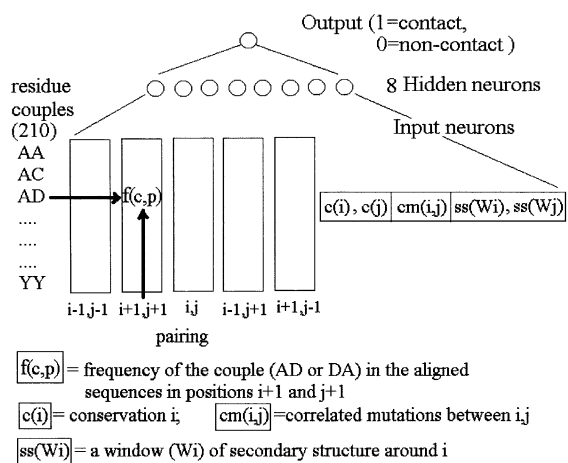 Output (1=contact,
0=non-contact )
8 Hidden neurons
Input neurons
residue
couples
(210)
AA
AC
AD
....
....
....
YY
f(c,p)
c(i) , c(j) cm(i,j) ss(Wi), ss(Wj)
i-1,j-1 i+1,j+1 i,j i-1,j+1 i+1,j-1
pairing
f(c,p) = frequency of the couple (AD or DA) in the aligned
sequences in positions i+1 and j+1
c(i) = conservation i; cm(i,j) =correlated mutations between i,j
ss(Wi) = a window (Wi) of secondary structure around i